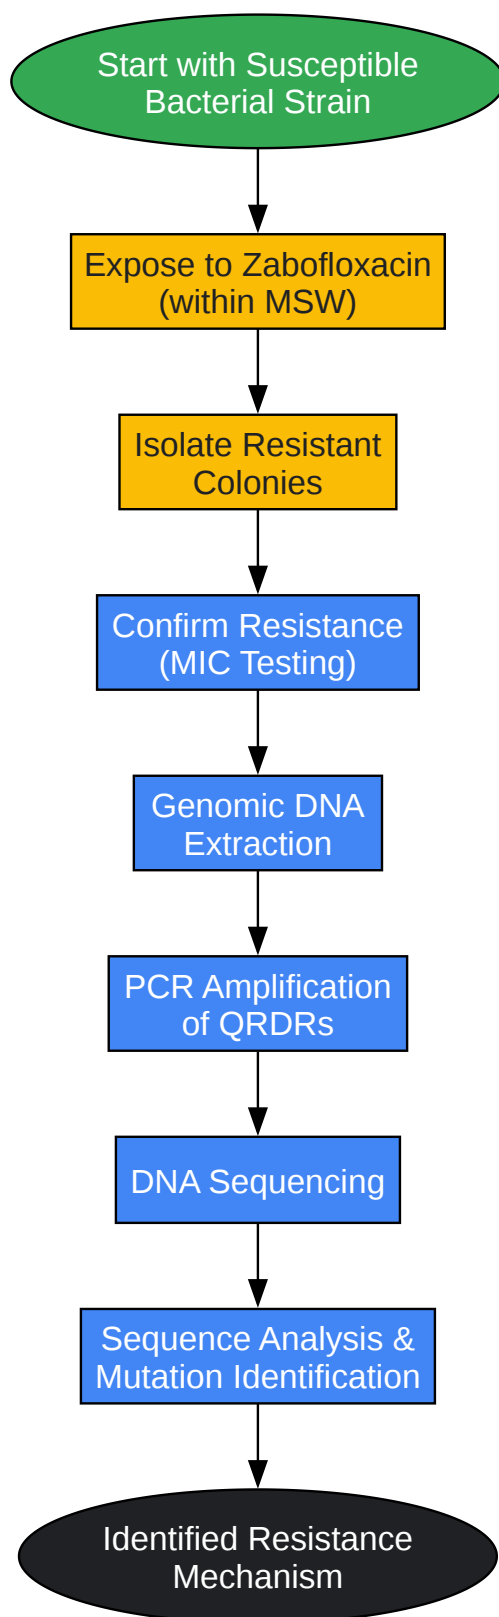 Start with Susceptible
Bacterial Strain
Expose to Zabofloxacin
(within MSW)
Isolate Resistant
Colonies
Confirm Resistance
(MIC Testing)
Genomic DNA
Extraction
PCR Amplification
of QRDRs
DNA Sequencing
Sequence Analysis &
Mutation Identification
Identified Resistance
Mechanism